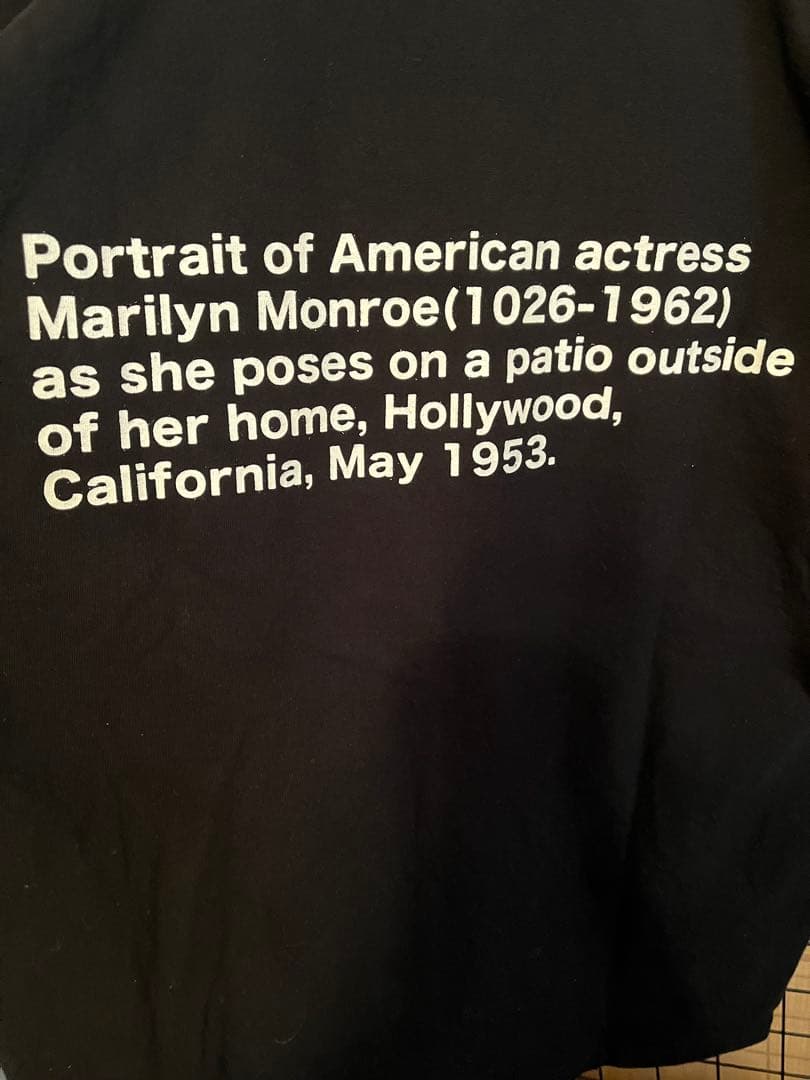 Portrait of American actress
Marilyn Monroe(1026-1962)
as she poses on a patio outside
of her home, Hollywood,
California, May 1953.